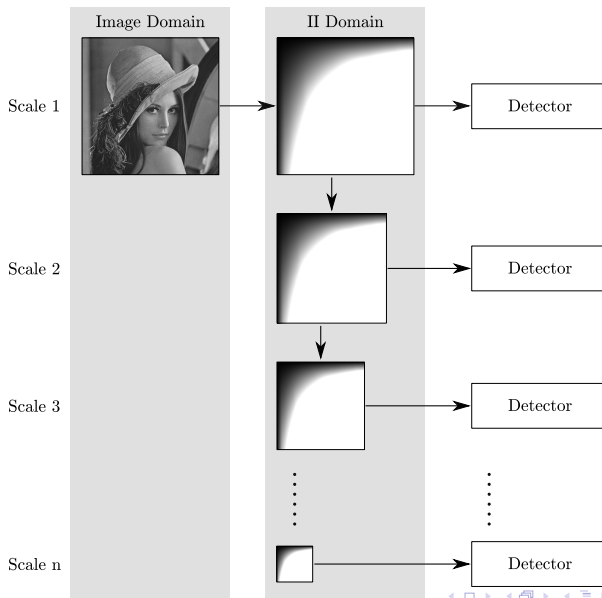 Image Domain
II Domain
Scale 1
Detector
Scale 2
Detector
Scale 3
Detector
Scale n
Detector